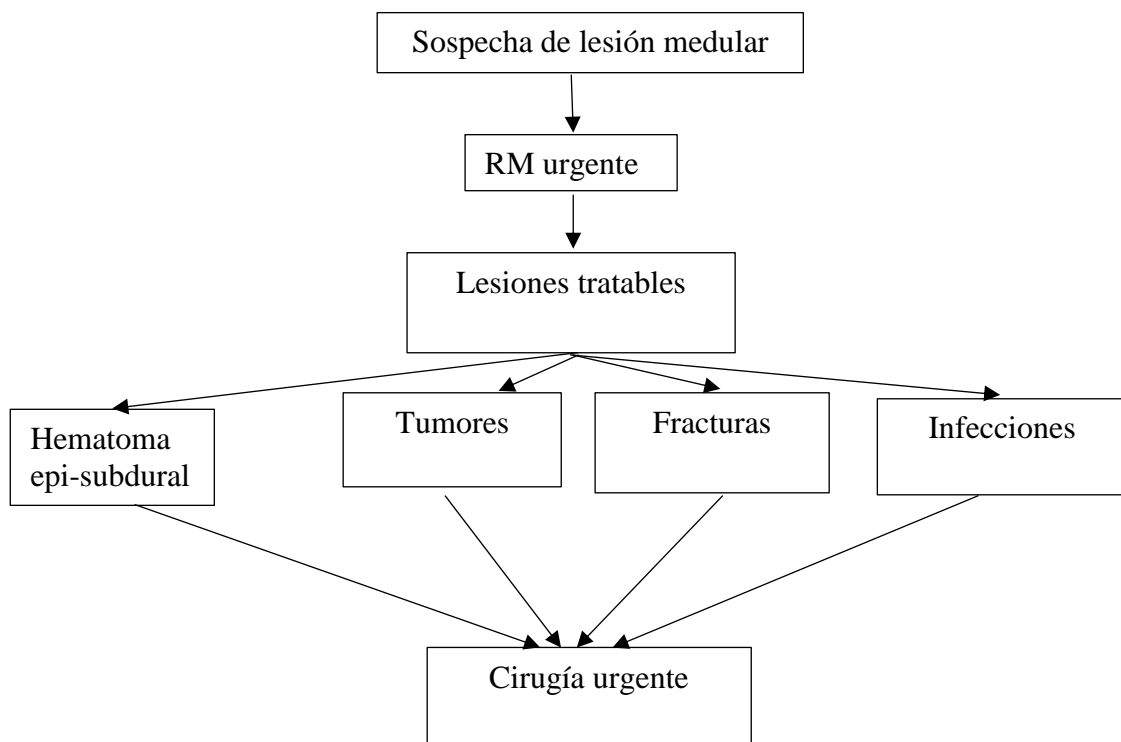 Sospecha de lesión medular
RM urgente
Lesiones tratables
Hematoma
epi-subdural
Tumores
Fracturas
Infecciones
Cirugía urgente